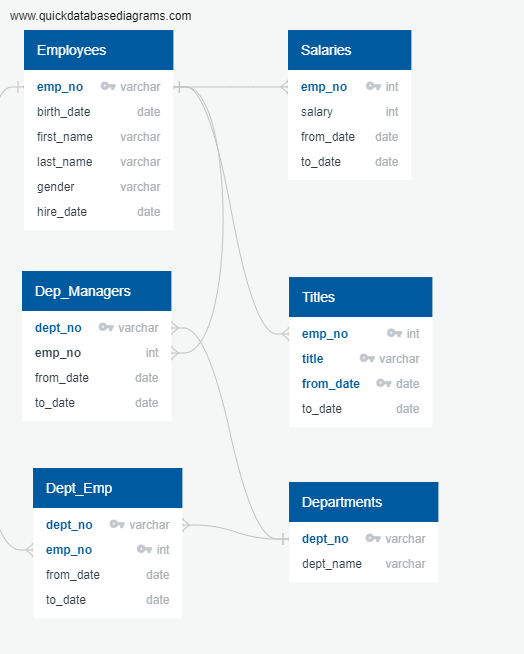 www.quickdatabasediagrams.com
Employees
emp_no varchar
birth_date date
first_name varchar
last_name varchar
gender varchar
hire_date date
Salaries
emp_no int
salary int
from_date date
to_date date
Dep_Managers
dept_no varchar
emp_no int
from_date date
to_date date
Titles
emp_no int
title varchar
from_date date
to_date date
Dept_Emp
dept_no varchar
emp_no int
from_date date
to_date date
Departments
dept_no varchar
dept_name varchar